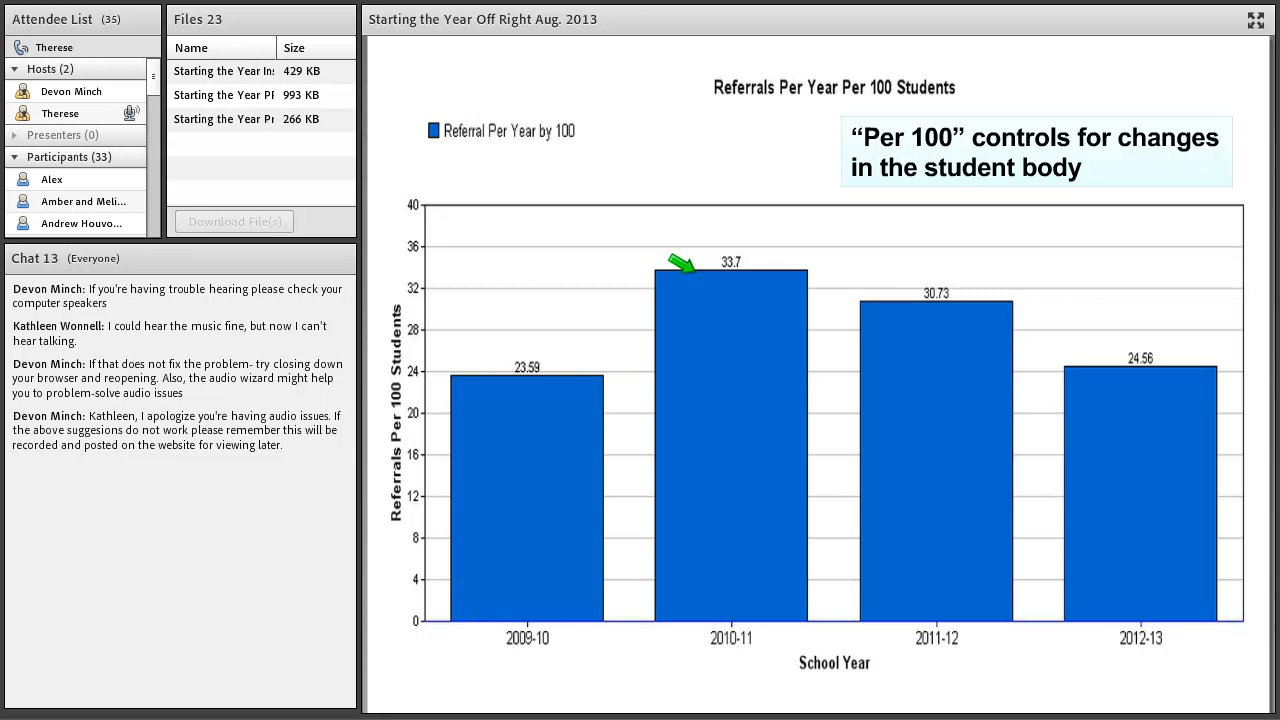 Attendee List (35)
Therese
Hosts (2)
Devon Minch
Therese
Presenters (0)
Participants (33)
Alex
Amber and Meli...
Andrew Houvo...
Files 23
Name Size
Starting the Year In: 429 KB
Starting the Year Pl 993 KB
Starting the Year Pr 266 KB
Download File(s)
Chat 13 (Everyone)
Devon Minch: If you're having trouble hearing please check your
computer speakers
Kathleen Wonnell: I could hear the music fine, but now I can't
hear talking.
Devon Minch: If that does not fix the problem- try closing down
your browser and reopening. Also, the audio wizard might help
you to problem-solve audio issues
Devon Minch: Kathleen, I apologize you're having audio issues. If
the above suggesions do not work please remember this will be
recorded and posted on the website for viewing later.
Starting the Year Off Right Aug. 2013
Referrals Per Year Per 100 Students
Referral Per Year by 100
“Per 100” controls for changes
in the student body
Referrals Per 100 Students
40
36
32
28
24
20
16
12
8
4
0
23.59
33.7
30.73
24.56
2009-10
2010-11
2011-12
2012-13
School Year